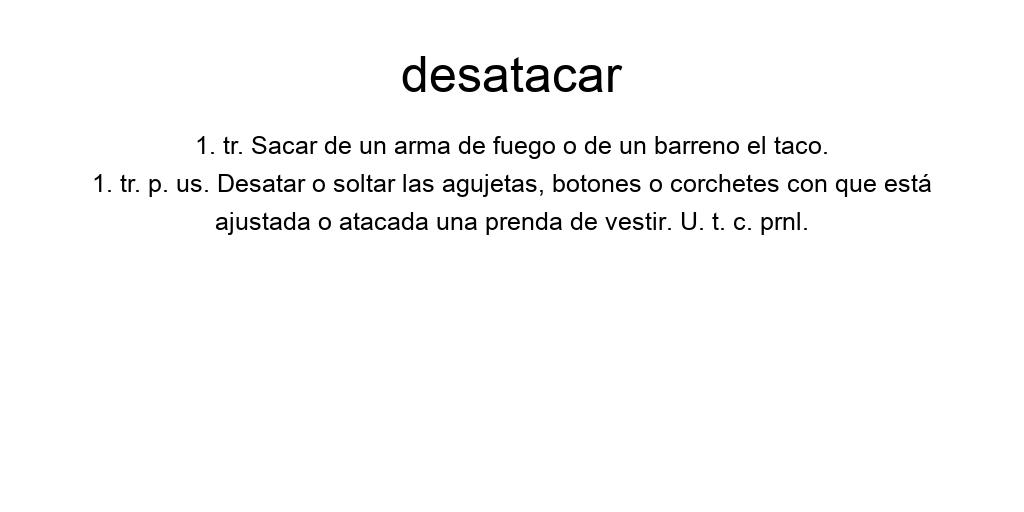 desatacar
1. tr. Sacar de un arma de fuego o de un barreno el taco.
1. tr. p. us. Desatar o soltar las agujetas, botones o corchetes con que está
ajustada o atacada una prenda de vestir. U. t. c. prnl.